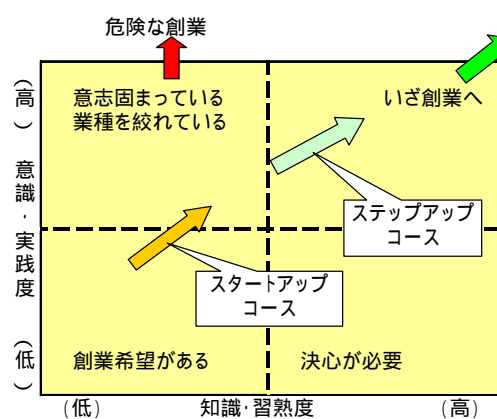 危険な創業
意志固まっている
業種を絞れている
いざ創業へ
ステップアップ
コース
スタートアップ
コース
創業希望がある
決心が必要
(高) 意識・実践度 (低)
(低) 知識・習熟度 (高)